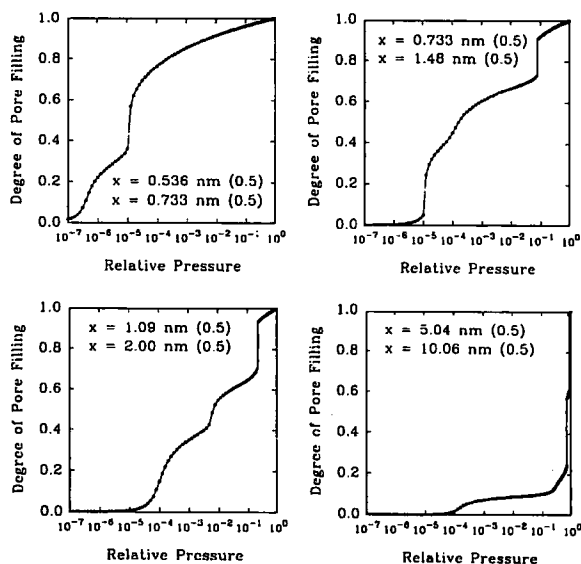 Degree of Pore Filling
1.0
0.8
0.6
0.4
0.2
0.0
x = 0.536 nm (0.5)
x = 0.733 nm (0.5)
10⁻⁷ 10⁻⁶ 10⁻⁵ 10⁻⁴ 10⁻³ 10⁻² 10⁻¹ 10⁰
Relative Pressure
Degree of Pore Filling
1.0
0.8
0.6
0.4
0.2
0.0
x = 0.733 nm (0.5)
x = 1.48 nm (0.5)
10⁻⁷ 10⁻⁶ 10⁻⁵ 10⁻⁴ 10⁻³ 10⁻² 10⁻¹ 10⁰
Relative Pressure
Degree of Pore Filling
1.0
0.8
0.6
0.4
0.2
0.0
x = 1.09 nm (0.5)
x = 2.00 nm (0.5)
10⁻⁷ 10⁻⁶ 10⁻⁵ 10⁻⁴ 10⁻³ 10⁻² 10⁻¹ 10⁰
Relative Pressure
Degree of Pore Filling
1.0
0.8
0.6
0.4
0.2
0.0
x = 5.04 nm (0.5)
x = 10.06 nm (0.5)
10⁻⁷ 10⁻⁶ 10⁻⁵ 10⁻⁴ 10⁻³ 10⁻² 10⁻¹ 10⁰
Relative Pressure